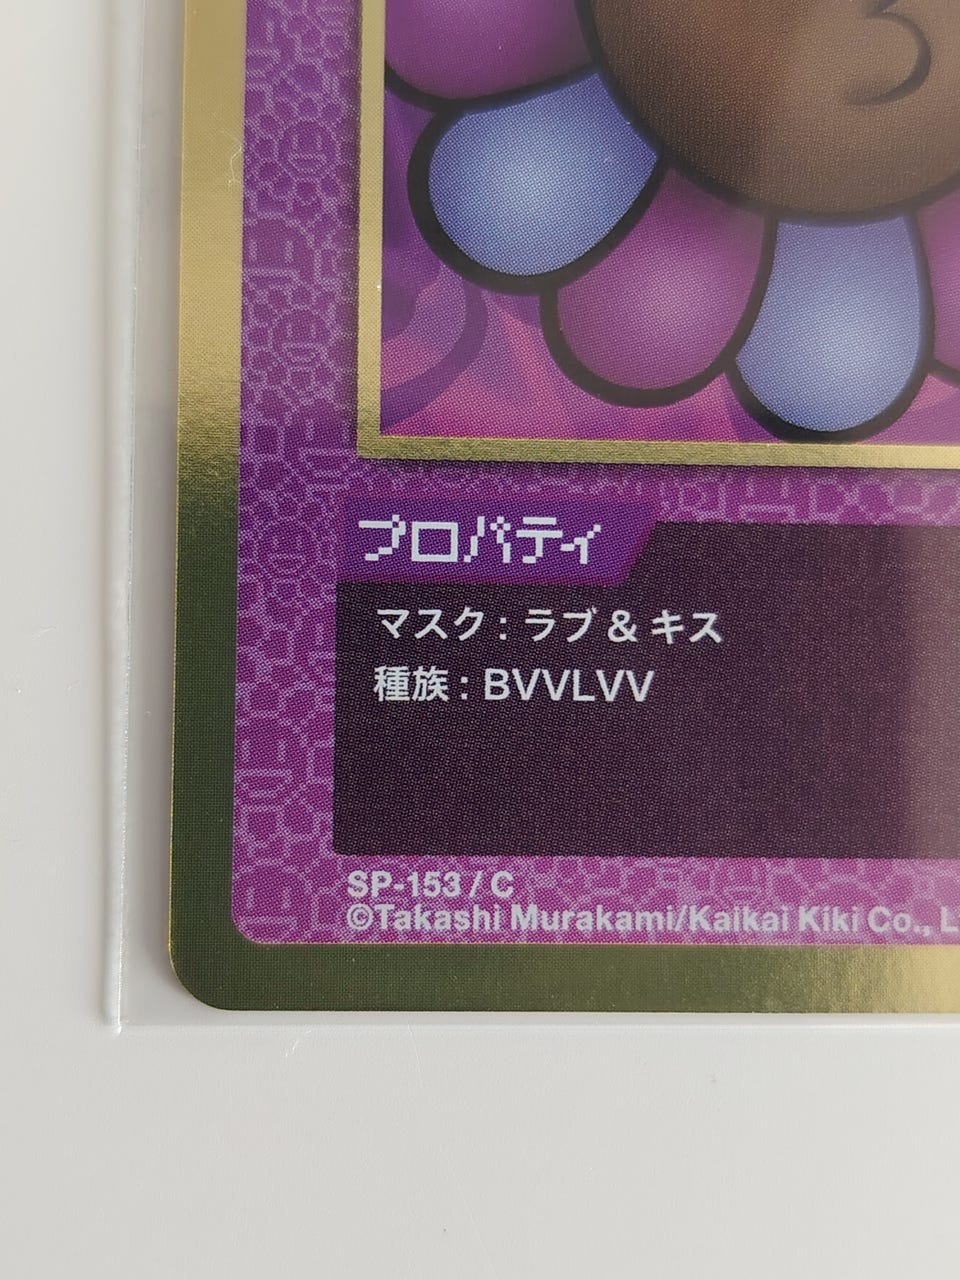 プロパティ
マスク : ラブ & キス
種族 : BVVLVV
SP-153 / C
©Takashi Murakami/Kaikai Kiki Co., L